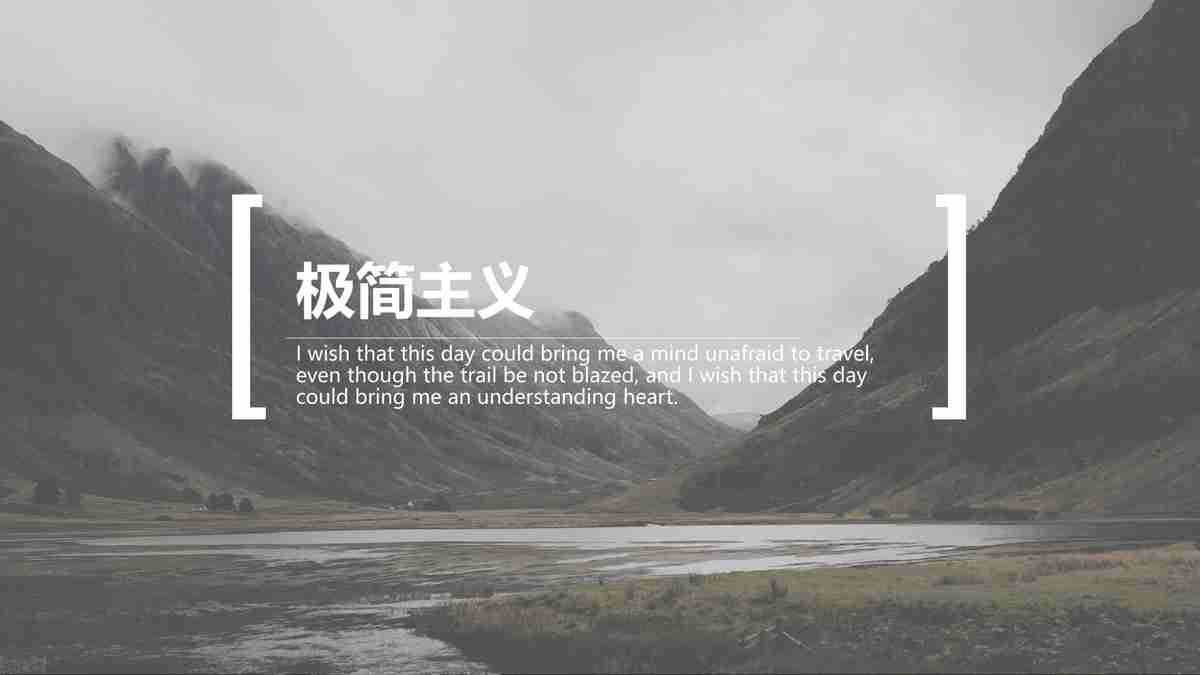 极简主义
I wish that this day could bring me a mind unafraid to travel,
even though the trail be not blazed, and I wish that this day
could bring me an understanding heart.